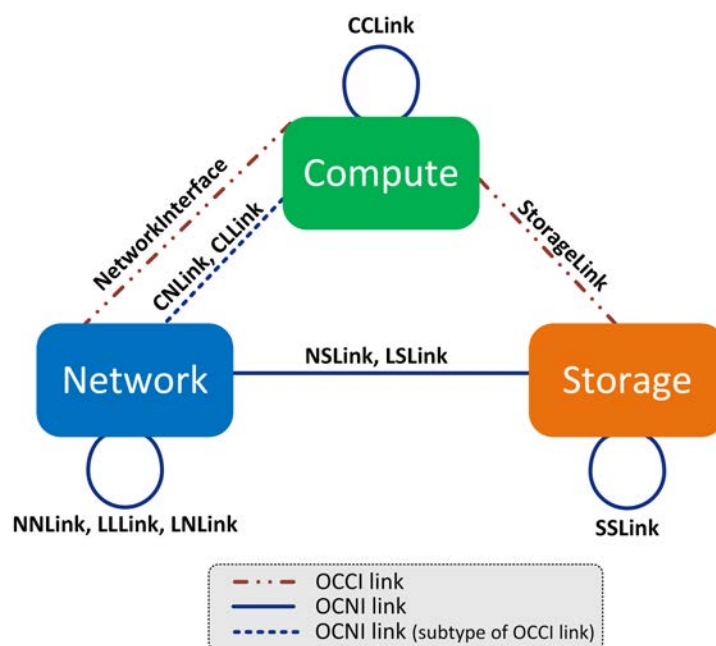 CCLink
Compute
NetworkInterface
CNLink, CLLink
StorageLink
Network
NSLink, LSLink
Storage
NNLink, LLLink, LNLink
SSLink
OCCI link
OCNI link
OCNI link (subtype of OCCI link)